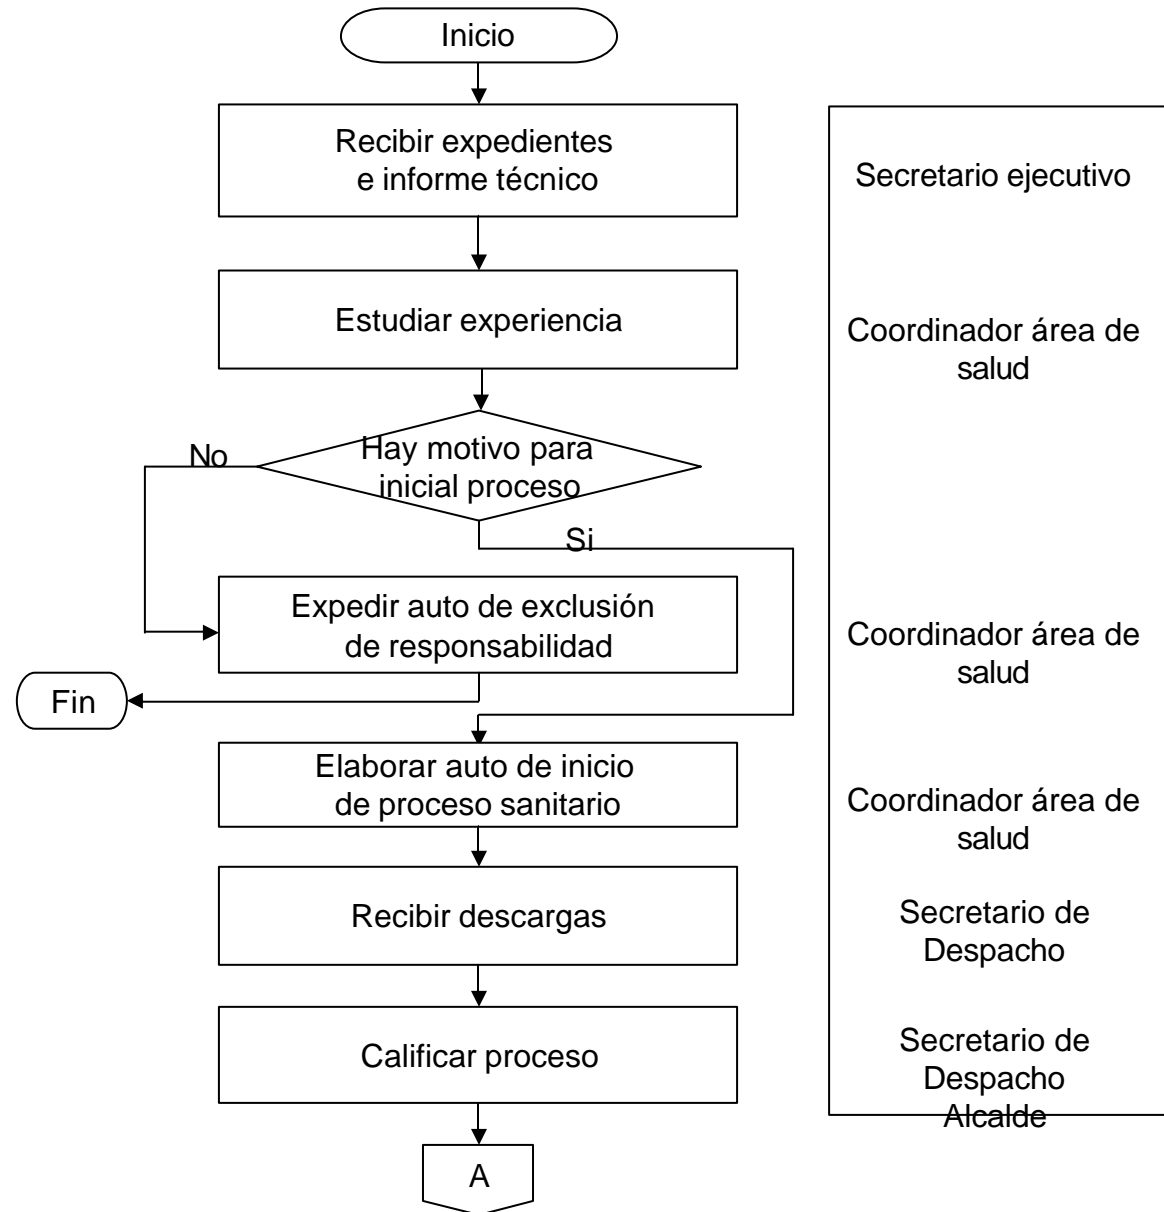 Inicio
Recibir expedientes
e informe técnico
Secretario ejecutivo
Estudiar experiencia
Coordinador área de
salud
Hay motivo para
inicial proceso
No
Si
Expedir auto de exclusión
de responsabilidad
Coordinador área de
salud
Fin
Elaborar auto de inicio
de proceso sanitario
Coordinador área de
salud
Recibir descargas
Secretario de
Despacho
Calificar proceso
Secretario de
Despacho
Alcalde
A